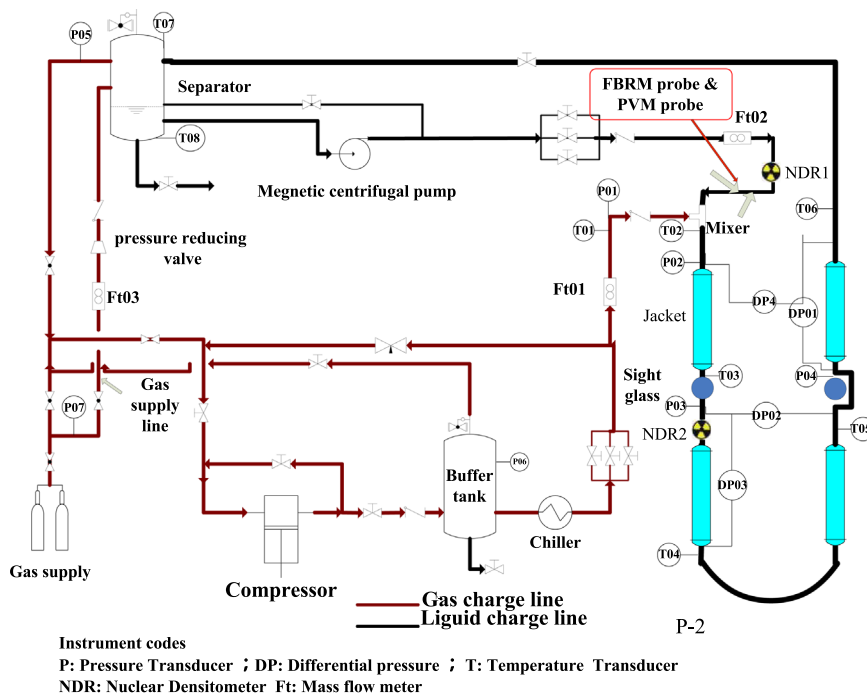 P05
T07
Separator
T08
Megnetic centrifugal pump
FBRM probe &
PVM probe
Ft02
NDR1
P01
T01
T02
Mixer
T06
P02
pressure reducing
valve
Ft03
Ft01
DP4
DP01
Jacket
Gas
supply
line
Sight
glass
T03
P04
P03
DP02
P07
NDR2
T05
Buffer
tank
P06
DP03
Chiller
T04
Gas supply
Compressor
Gas charge line
Liguid charge line
P-2
Instrument codes
P: Pressure Transducer ; DP: Differential pressure ; T: Temperature Transducer
NDR: Nuclear Densitometer Ft: Mass flow meter